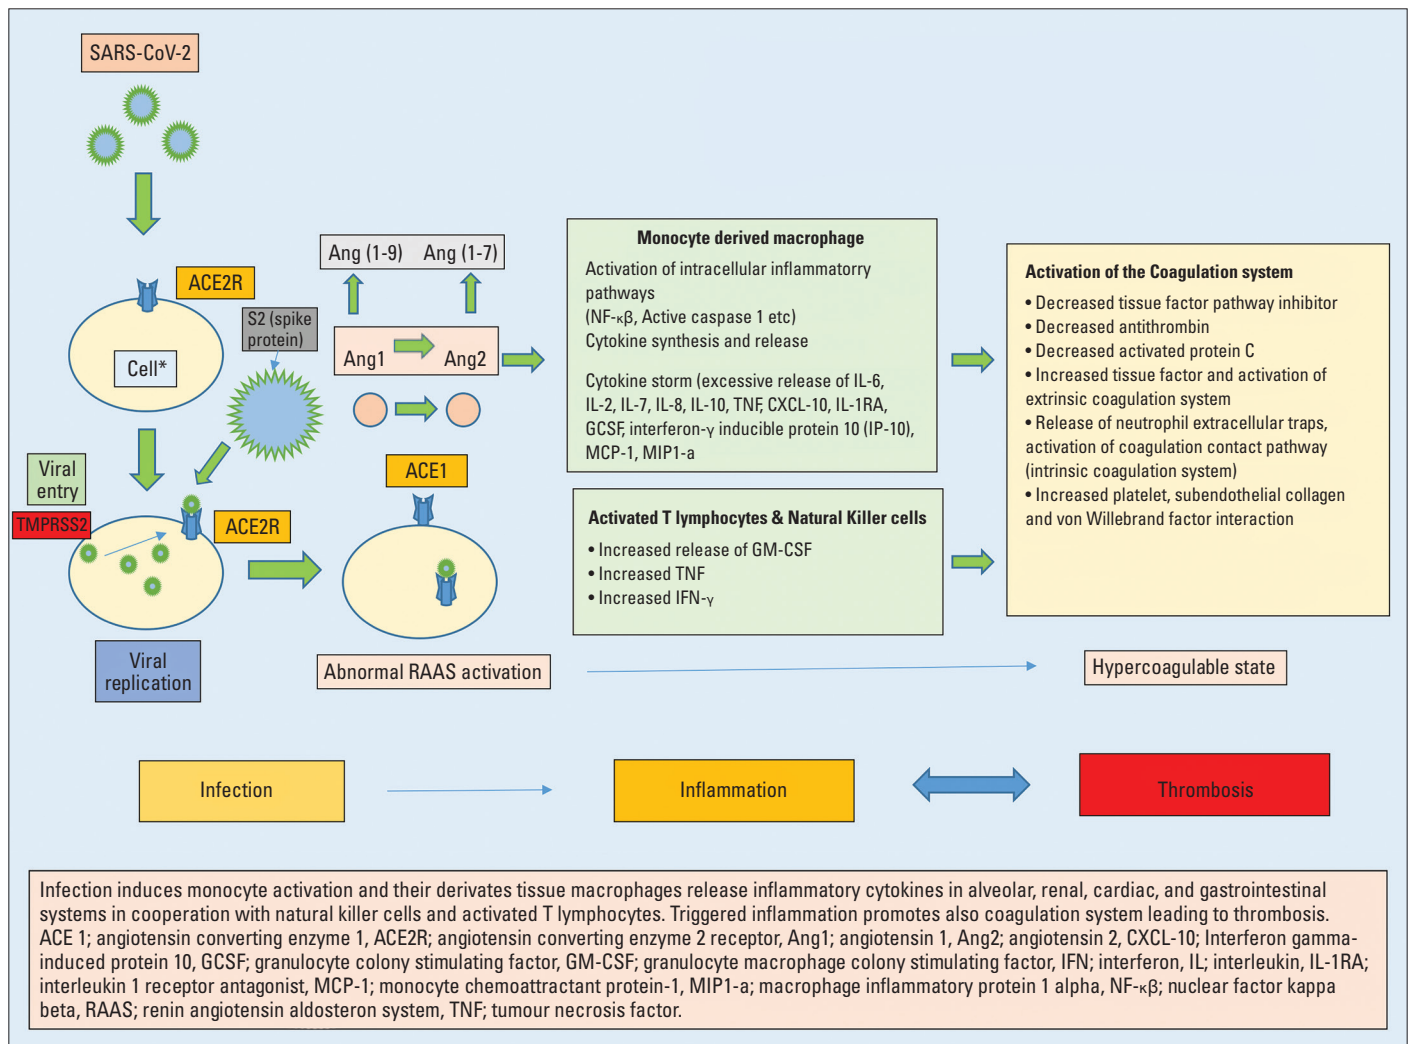 SARS-CoV-2
ACE2R
Cell*
S2 (spike
protein)
Viral
entry
TMPRSS2
ACE2R
Viral
replication
Ang (1-9) Ang (1-7)
Ang1 Ang2
ACE1
Abnormal RAAS activation
Monocyte derived macrophage
Activation of intracellular inflammatorry
pathways
(NF-κβ, Active caspase 1 etc)
Cytokine synthesis and release
Cytokine storm (excessive release of IL-6,
IL-2, IL-7, IL-8, IL-10, TNF, CXCL-10, IL-1RA,
GCSF, interferon-γ inducible protein 10 (IP-10),
MCP-1, MIP1-a
Activated T lymphocytes & Natural Killer cells
• Increased release of GM-CSF
• Increased TNF
• Increased IFN-γ
Activation of the Coagulation system
• Decreased tissue factor pathway inhibitor
• Decreased antithrombin
• Decreased activated protein C
• Increased tissue factor and activation of
extrinsic coagulation system
• Release of neutrophil extracellular traps,
activation of coagulation contact pathway
(intrinsic coagulation system)
• Increased platelet, subendothelial collagen
and von Willebrand factor interaction
Hypercoagulable state
Infection
Inflammation
Thrombosis
Infection induces monocyte activation and their derivates tissue macrophages release inflammatory cytokines in alveolar, renal, cardiac, and gastrointestinal
systems in cooperation with natural killer cells and activated T lymphocytes. Triggered inflammation promotes also coagulation system leading to thrombosis.
ACE 1; angiotensin converting enzyme 1, ACE2R; angiotensin converting enzyme 2 receptor, Ang1; angiotensin 1, Ang2; angiotensin 2, CXCL-10; Interferon gamma-
induced protein 10, GCSF; granulocyte colony stimulating factor, GM-CSF; granulocyte macrophage colony stimulating factor, IFN; interferon, IL; interleukin, IL-1RA;
interleukin 1 receptor antagonist, MCP-1; monocyte chemoattractant protein-1, MIP1-a; macrophage inflammatory protein 1 alpha, NF-κβ; nuclear factor kappa
beta, RAAS; renin angiotensin aldosteron system, TNF; tumour necrosis factor.